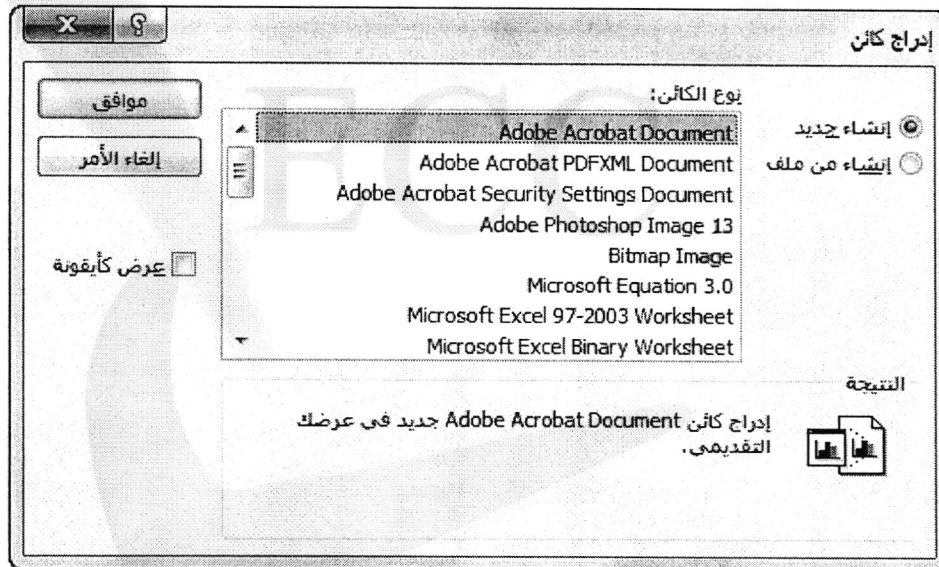 إدراج كائن
نوع الكائن:
إنشاء جديد
إنشاء من ملف
Adobe Acrobat Document
Adobe Acrobat PDFXML Document
Adobe Acrobat Security Settings Document
Adobe Photoshop Image 13
Bitmap Image
Microsoft Equation 3.0
Microsoft Excel 97-2003 Worksheet
Microsoft Excel Binary Worksheet
موافق
إلغاء الأمر
عرض كأيقونة
النتيجة
إدراج كائن Adobe Acrobat Document جديد في عرضك
التقديمي.
ECC